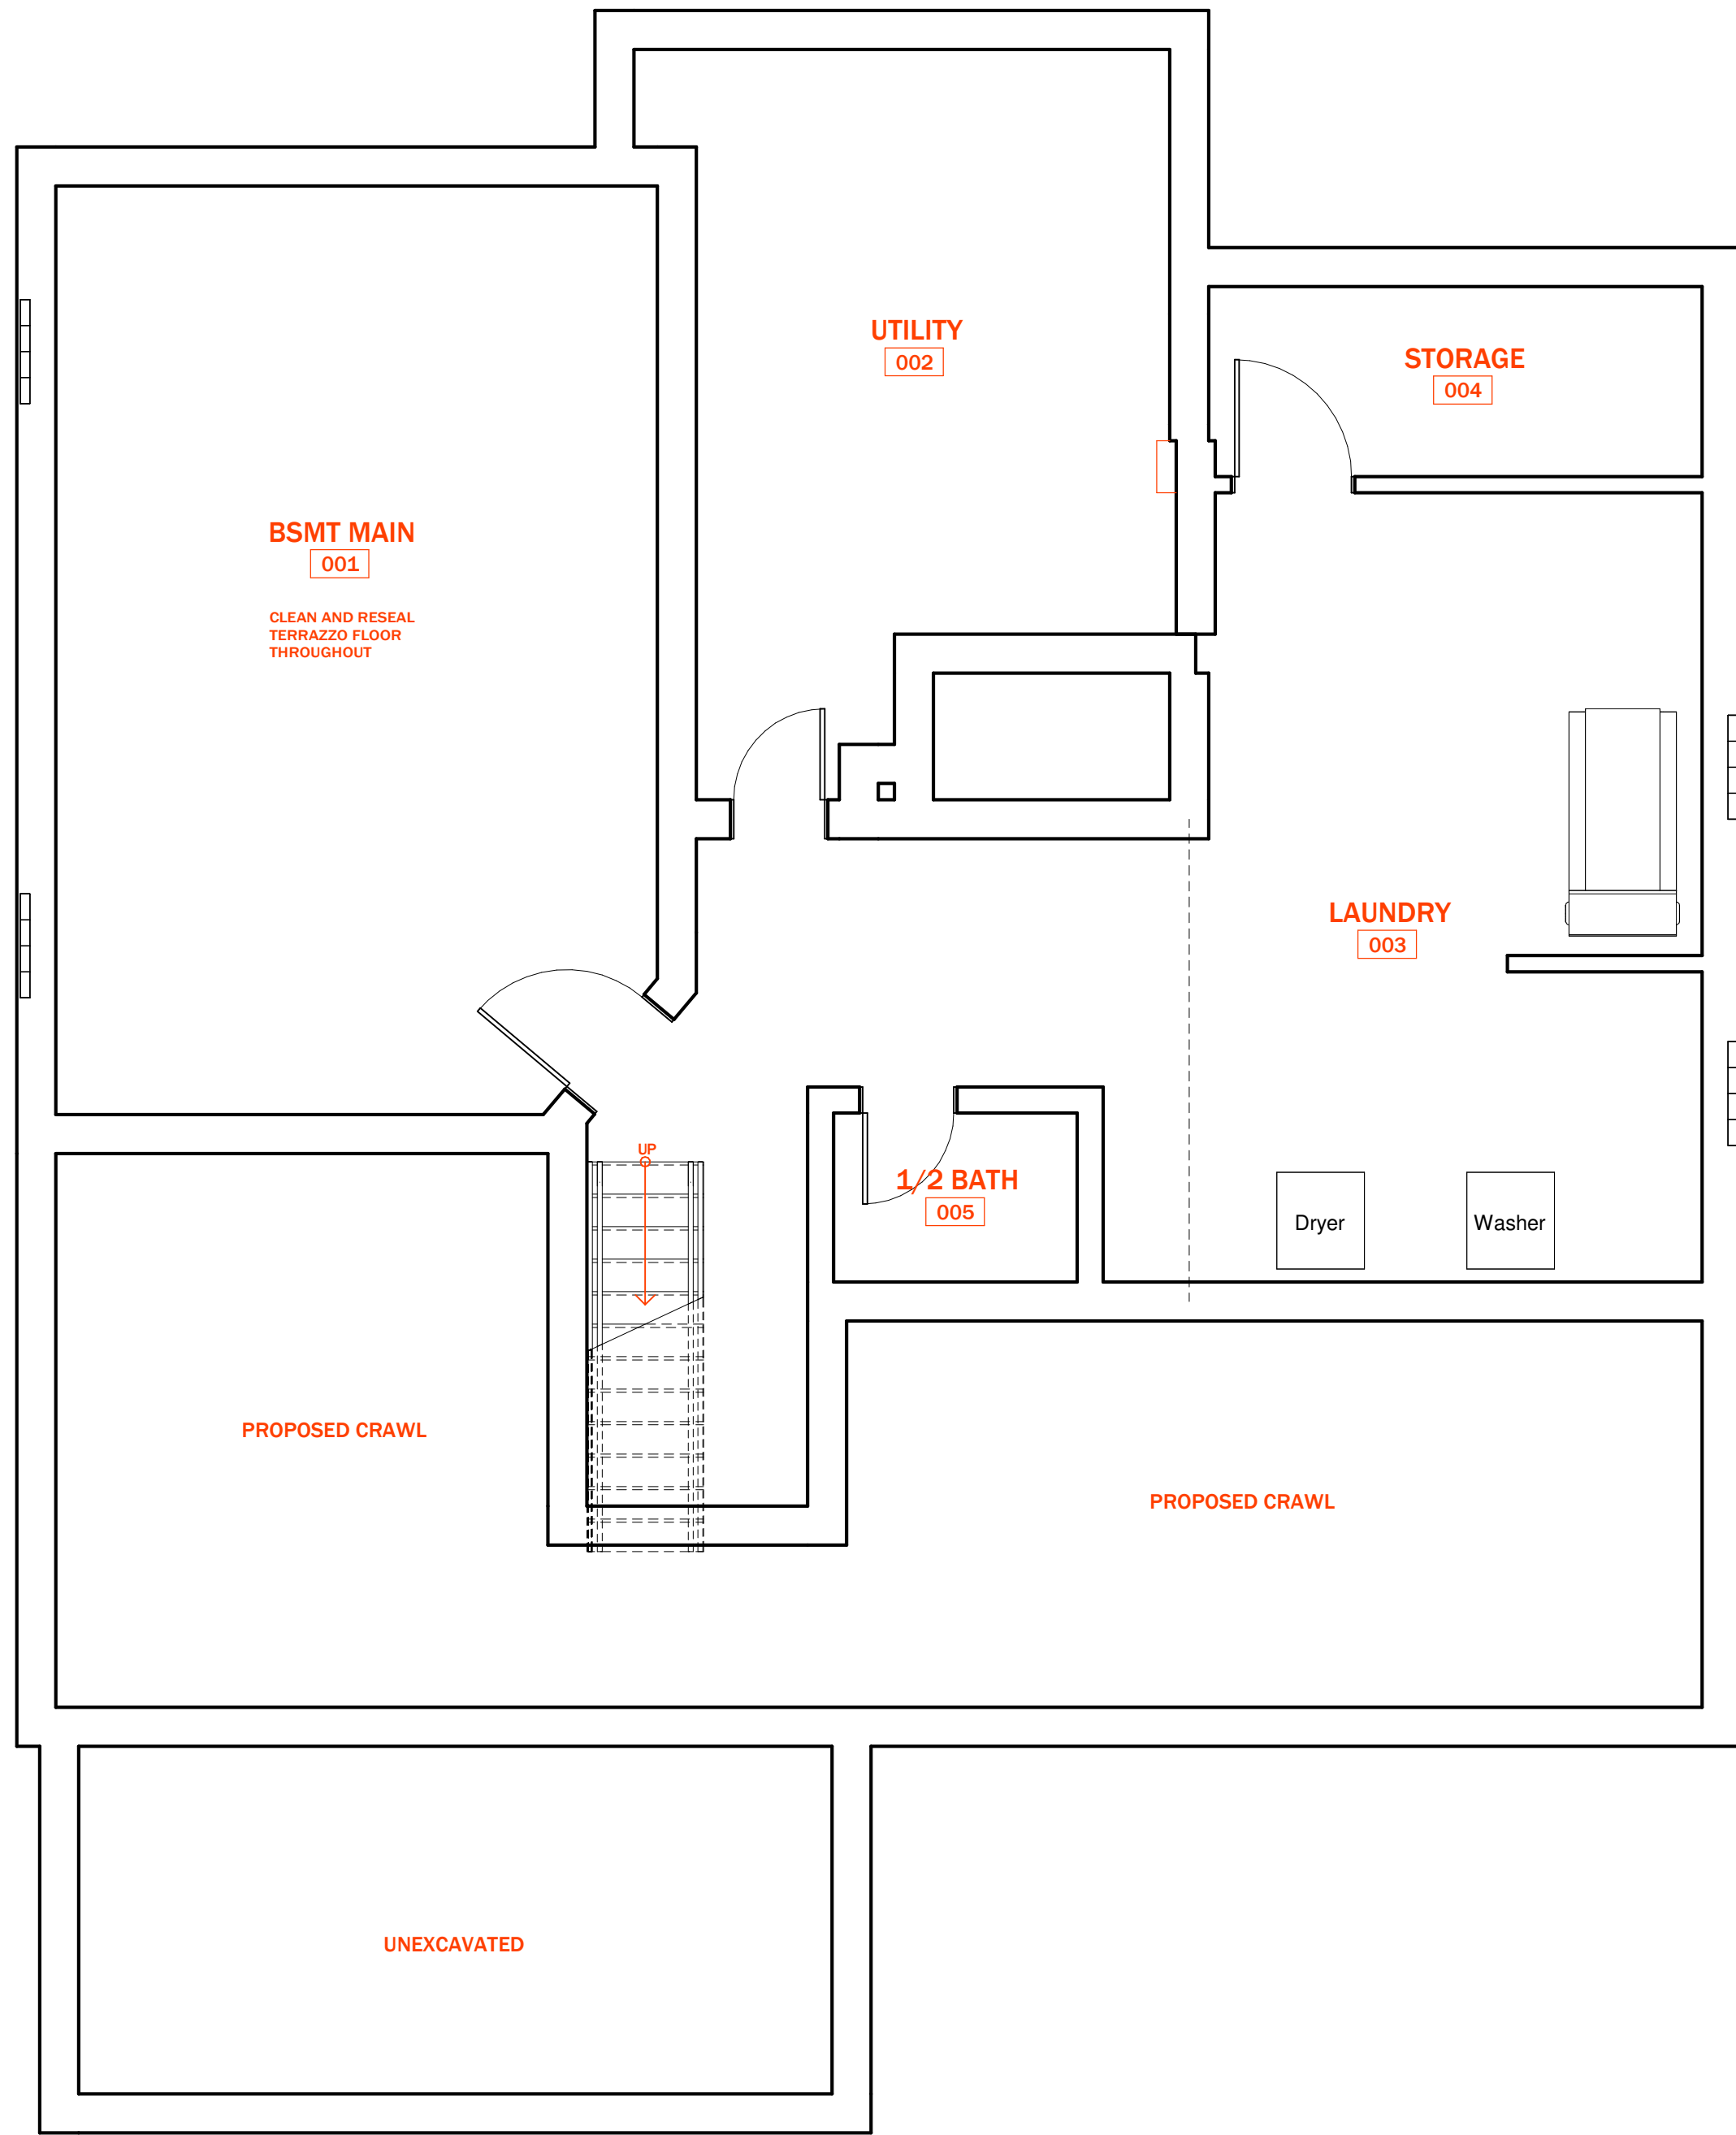 UTILITY
002
STORAGE
004
BSMT MAIN
001
CLEAN AND RESEAL
TERRAZZO FLOOR
THROUGHOUT
LAUNDRY
003
UP
1/2 BATH
005
Dryer
Washer
PROPOSED CRAWL
PROPOSED CRAWL
UNEXCAVATED